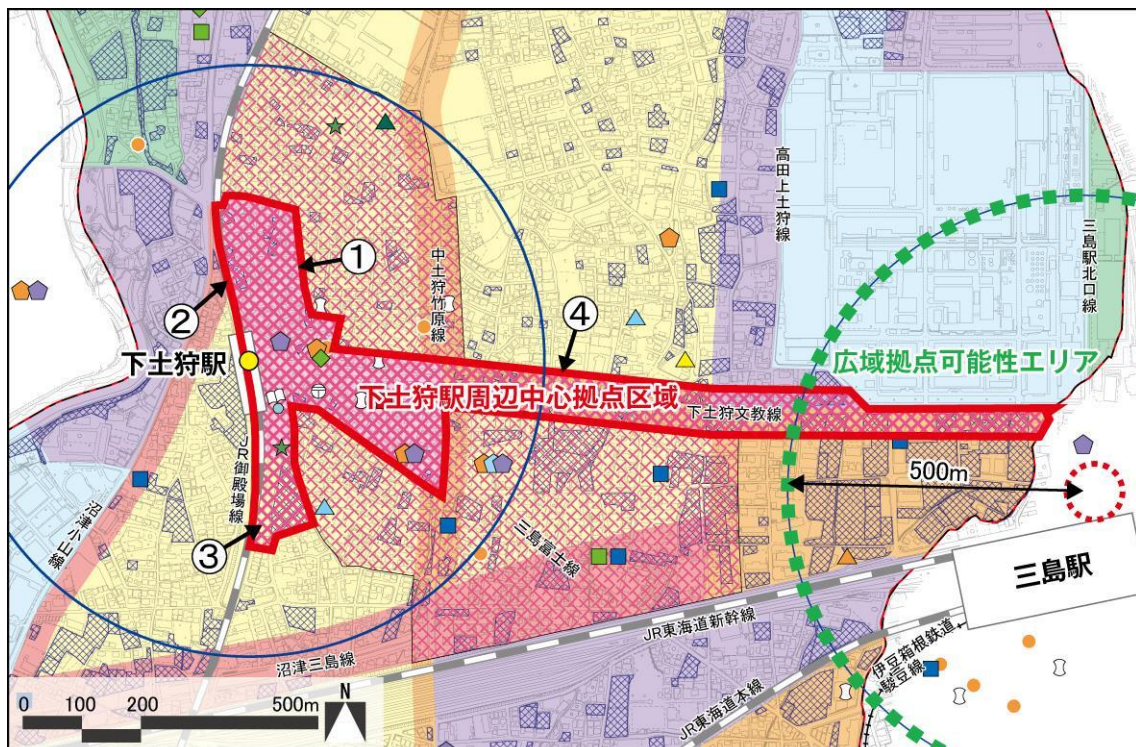 高田上土狩線
三島駅北口線
①
中土狩竹原線
②
④
下土狩駅
広域拠点可能性エリア
下土狩駅周辺中心拠点区域
下土狩文教線
500m
JR御殿場線
沼津小山線
③
三島富士線
三島駅
JR東海道新幹線
伊豆箱根鉄道
駿豆線
沼津三島線
JR東海道本線
0 100 200 500m
N